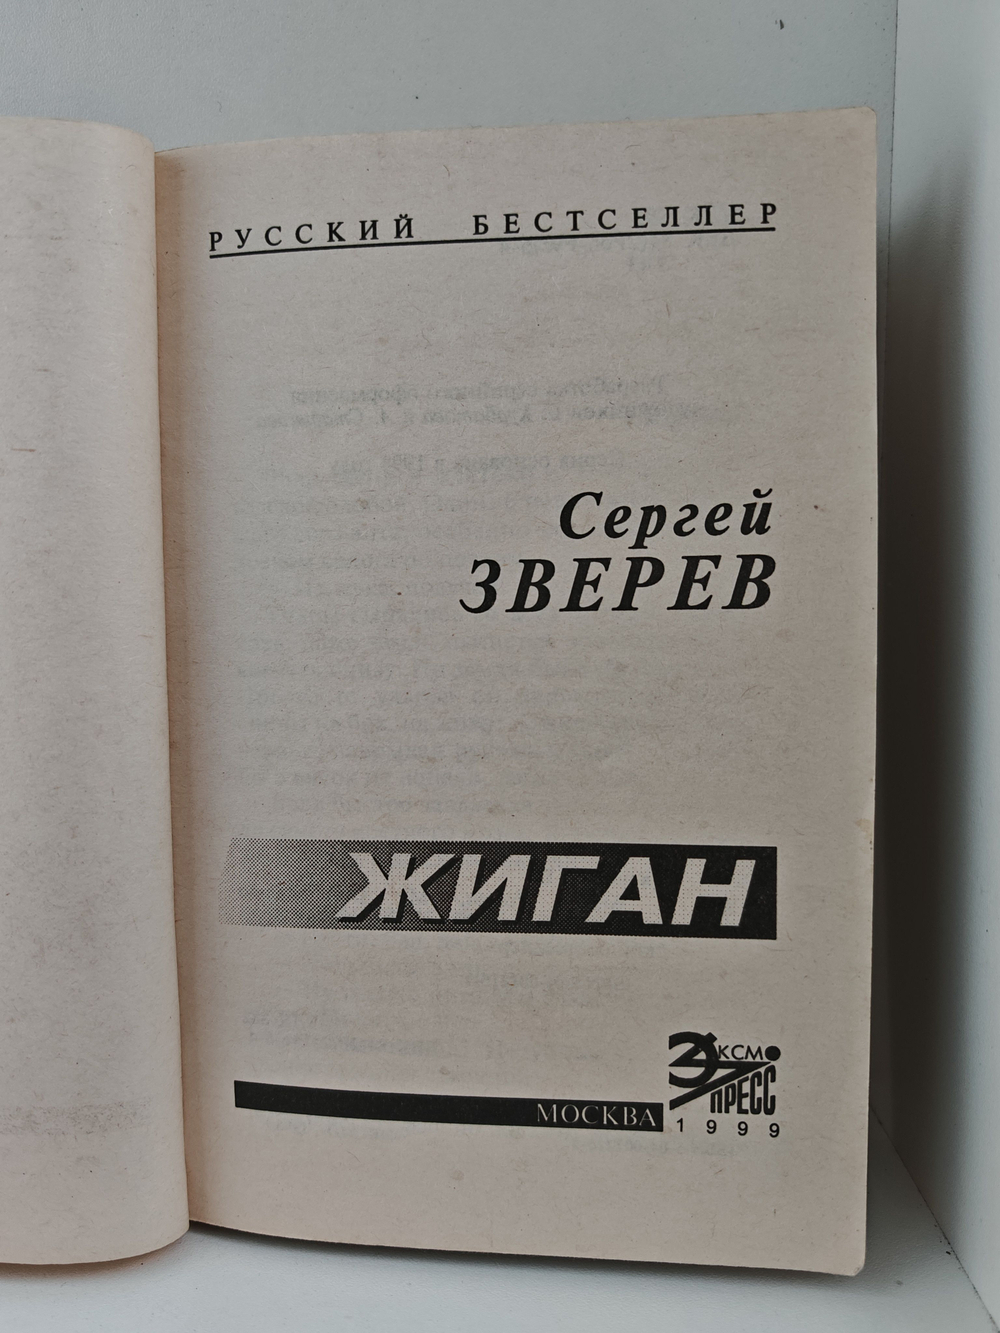 РУССКИЙ БЕСТСЕЛЛЕР
Сергей
ЗВЕРЕВ
ЖИГАН
МОСКВА
ЭКСМО
ПРЕСС
1999